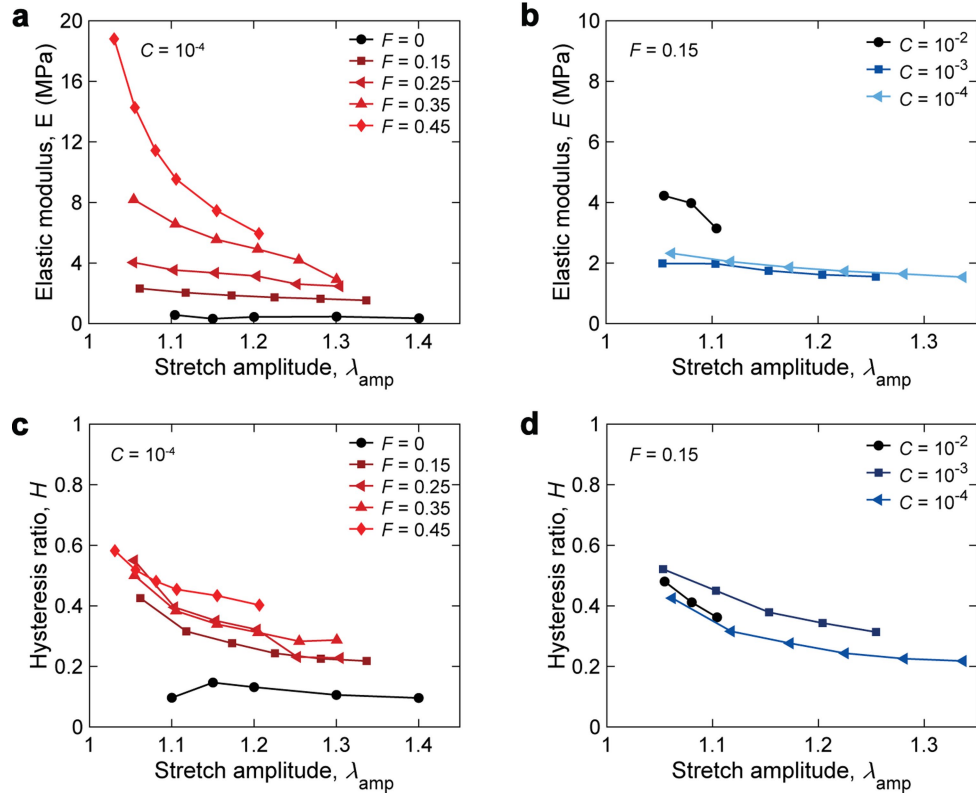 a
20
16
12
8
4
0
Elastic modulus, E (MPa)
C = 10⁻⁴
F = 0
F = 0.15
F = 0.25
F = 0.35
F = 0.45
1 1.1 1.2 1.3 1.4
Stretch amplitude, λamp
b
10
8
6
4
2
0
Elastic modulus, E (MPa)
F = 0.15
C = 10⁻²
C = 10⁻³
C = 10⁻⁴
1 1.1 1.2 1.3
Stretch amplitude, λamp
c
1
0.8
0.6
0.4
0.2
0
Hysteresis ratio, H
C = 10⁻⁴
F = 0
F = 0.15
F = 0.25
F = 0.35
F = 0.45
1 1.1 1.2 1.3 1.4
Stretch amplitude, λamp
d
1
0.8
0.6
0.4
0.2
0
Hysteresis ratio, H
F = 0.15
C = 10⁻²
C = 10⁻³
C = 10⁻⁴
1 1.1 1.2 1.3
Stretch amplitude, λamp